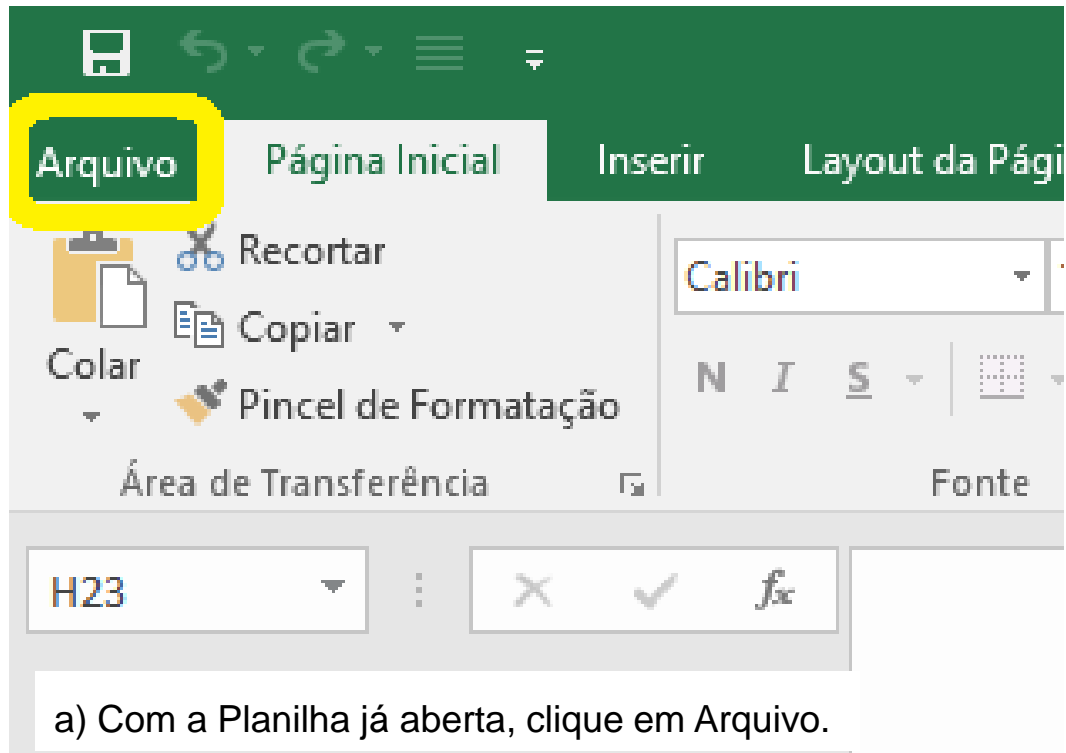 Arquivo Página Inicial Inserir Layout da Pági
Recortar
Calibri
Copiar
Colar
N I S
Pincel de Formatação
Área de Transferência Fonte
H23 fx
a) Com a Planilha já aberta, clique em Arquivo.